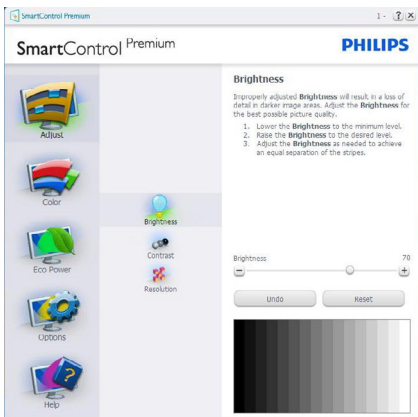 SmartControl Premium
1 - ? X
SmartControl Premium
PHILIPS
Adjust
Color
Eco Power
Options
Help
Brightness
Contrast
Resolution
Brightness
Improperly adjusted Brightness will result in a loss of
detail in darker image areas. Adjust the Brightness for
the best possible picture quality.
1. Lower the Brightness to the minimum level.
2. Raise the Brightness to the desired level.
3. Adjust the Brightness as needed to achieve
an equal separation of the stripes.
Brightness 70
Undo Reset